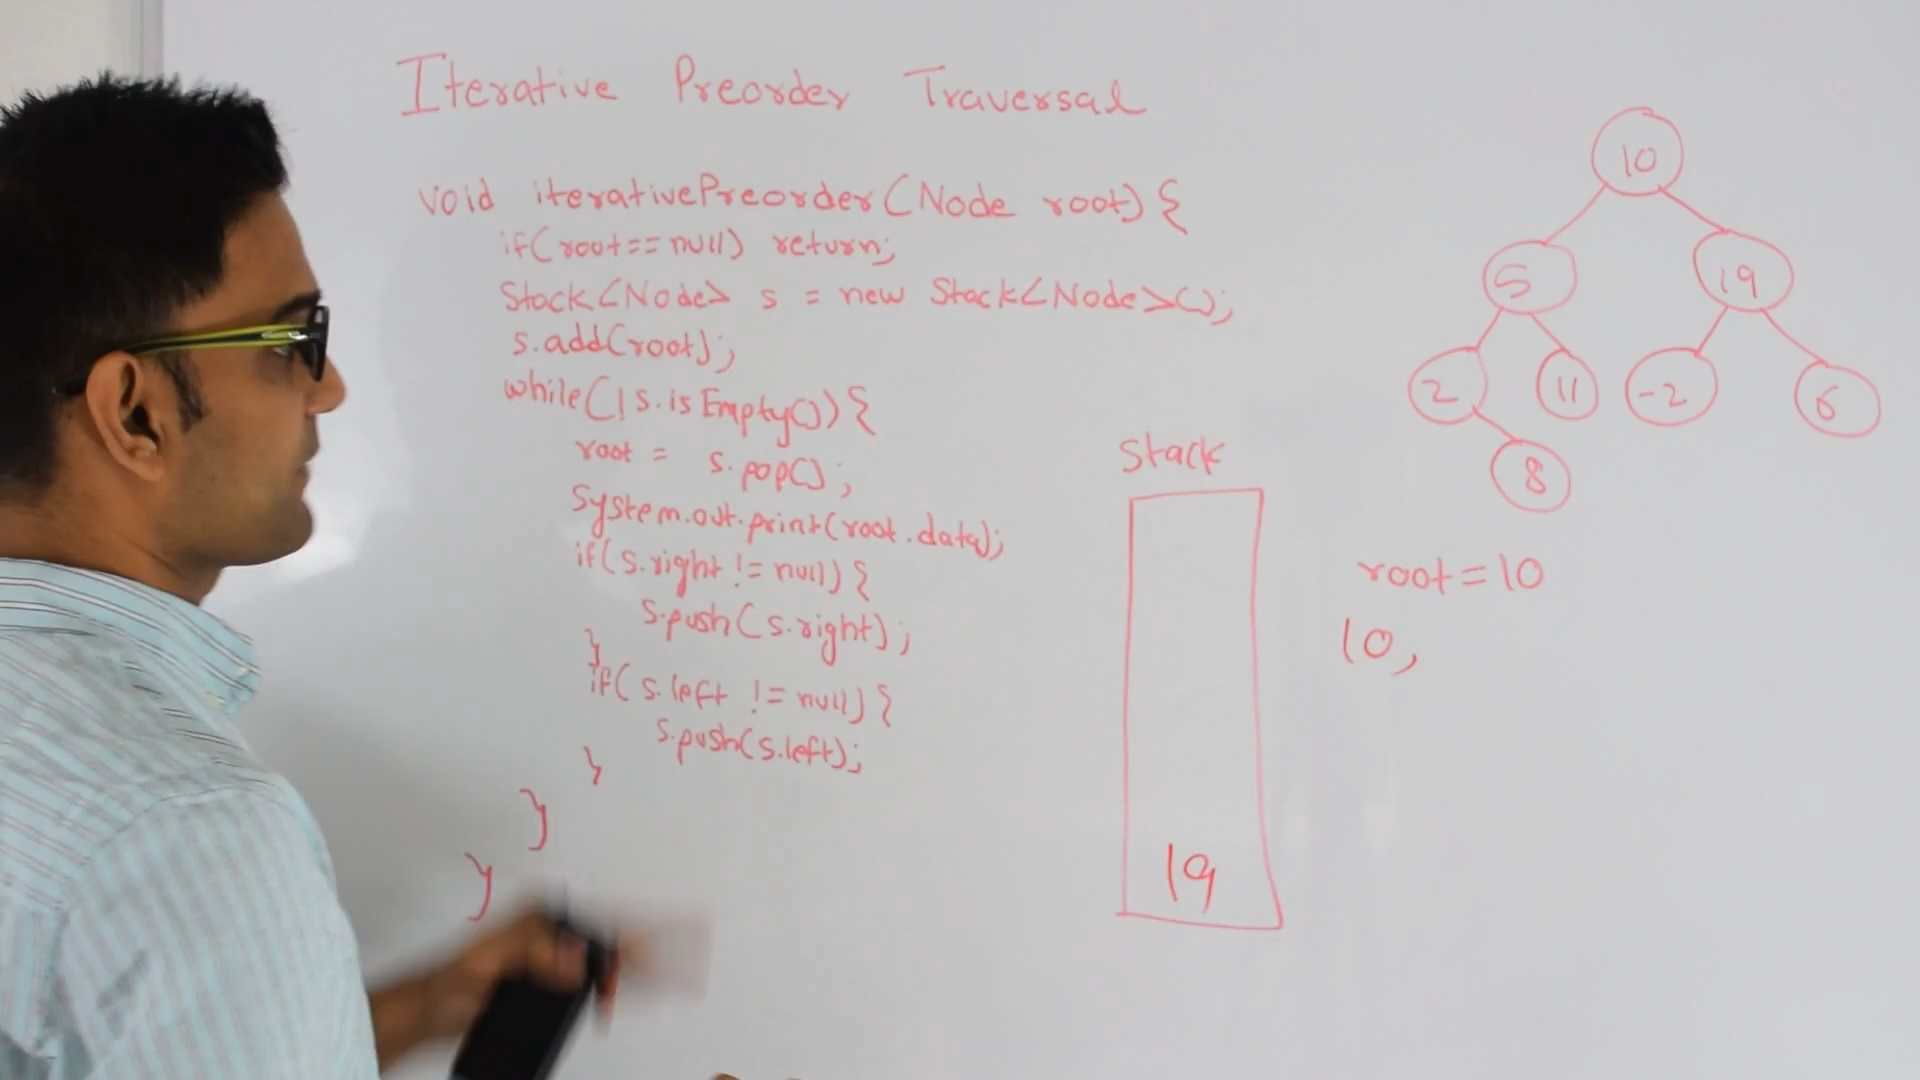 Iterative Preorder Traversal
void iterativePreorder(Node root) {
if(root==null) return;
Stack<Node> s = new Stack<Node>();
s.add(root);
while(!s.isEmpty()) {
root = s.pop();
System.out.print(root.data);
if(s.right != null) {
s.push(s.right);
}
if(s.left != null) {
s.push(s.left);
}
}
}
10
5 19
2 11 -2 6
8
Stack
19
root = 10
10,